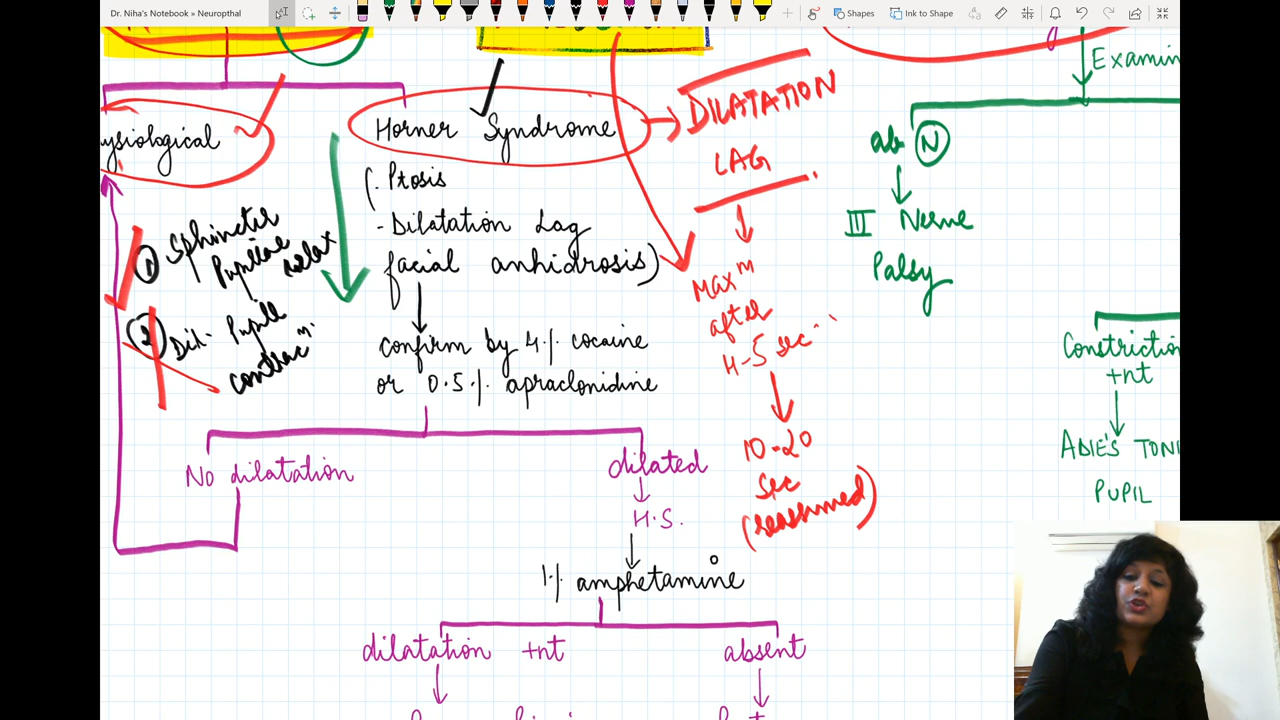 Dr. Niha's Notebook » Neuropthal
Shapes
Ink to Shape
Examin
ysiological
Horner Syndrome
(. Ptosis
- Dilatation Lag
facial anhidrosis)
confirm by 4% cocaine
or 0.5% apraclonidine
① Sphincter
Pupillae
relax
② Dil. Pupill
contracⁿ.
DILATATION
LAG
Maxᵐ
after
4-5 sec
10-20
sec
ab N
III Nerve
Palsy
Constriction
+nt
ADIE'S TONI
PUPIL
No dilatation
dilated
H.S.
1% amphetamine
dilatation +nt
absent